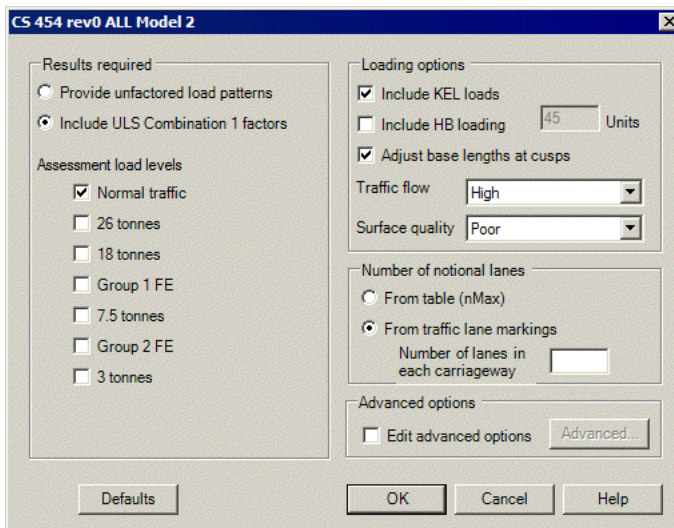 CS 454 rev0 ALL Model 2
Results required
Provide unfactored load patterns
Include ULS Combination 1 factors
Assessment load levels
Normal traffic
26 tonnes
18 tonnes
Group 1 FE
7.5 tonnes
Group 2 FE
3 tonnes
Loading options
Include KEL loads
Include HB loading 45 Units
Adjust base lengths at cusps
Traffic flow High
Surface quality Poor
Number of notional lanes
From table (nMax)
From traffic lane markings
Number of lanes in
each carriageway
Advanced options
Edit advanced options Advanced...
Defaults
OK Cancel Help